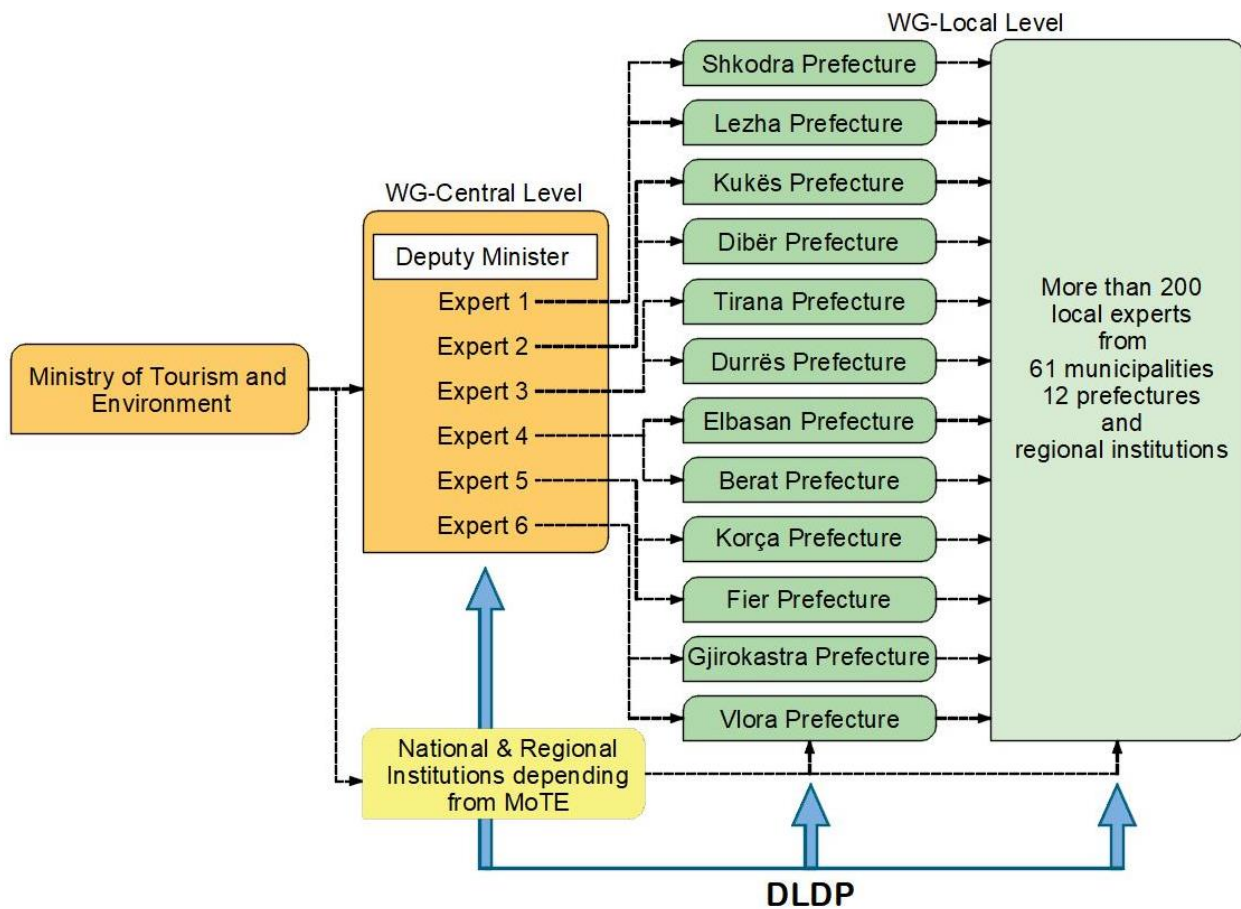 WG-Local Level
Shkodra Prefecture
Lezha Prefecture
Kukës Prefecture
Dibër Prefecture
Tirana Prefecture
Durrës Prefecture
Elbasan Prefecture
Berat Prefecture
Korça Prefecture
Fier Prefecture
Gjirokastra Prefecture
Vlora Prefecture
More than 200
local experts
from
61 municipalities
12 prefectures
and
regional institutions
WG-Central Level
Deputy Minister
Expert 1
Expert 2
Expert 3
Expert 4
Expert 5
Expert 6
Ministry of Tourism and
Environment
National & Regional
Institutions depending
from MoTE
DLDP